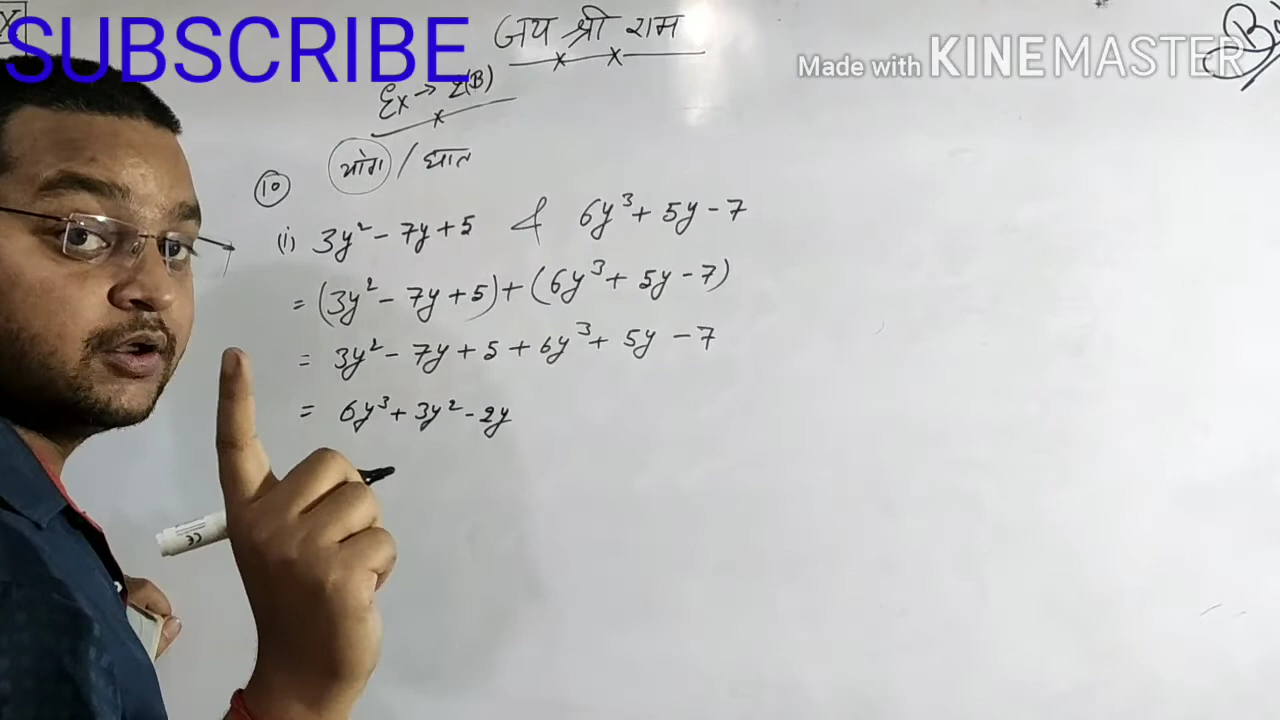 SUBSCRIBE
जय श्री राम
Made with KINEMASTER
Ex → 2(B)
योग / घात
(10)
(i) 3y² - 7y + 5 & 6y³ + 5y - 7
= (3y² - 7y + 5) + (6y³ + 5y - 7)
= 3y² - 7y + 5 + 6y³ + 5y - 7
= 6y³ + 3y² - 2y